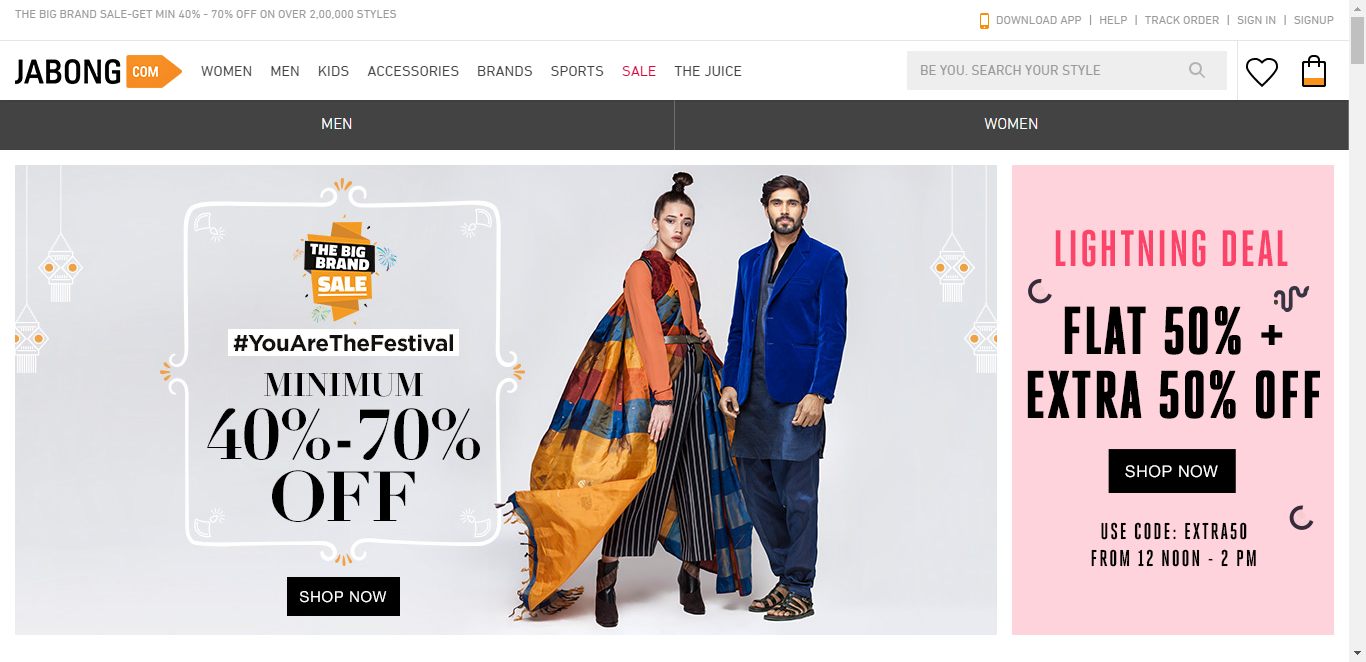 THE BIG BRAND SALE-GET MIN 40% - 70% OFF ON OVER 2,00,000 STYLES
DOWNLOAD APP | HELP | TRACK ORDER | SIGN IN | SIGNUP
JABONG COM
WOMEN MEN KIDS ACCESSORIES BRANDS SPORTS SALE THE JUICE
BE YOU. SEARCH YOUR STYLE
MEN
WOMEN
THE BIG
BRAND
SALE
#YouAreTheFestival
MINIMUM
40%-70%
OFF
SHOP NOW
LIGHTNING DEAL
FLAT 50% +
EXTRA 50% OFF
SHOP NOW
USE CODE: EXTRA50
FROM 12 NOON - 2 PM